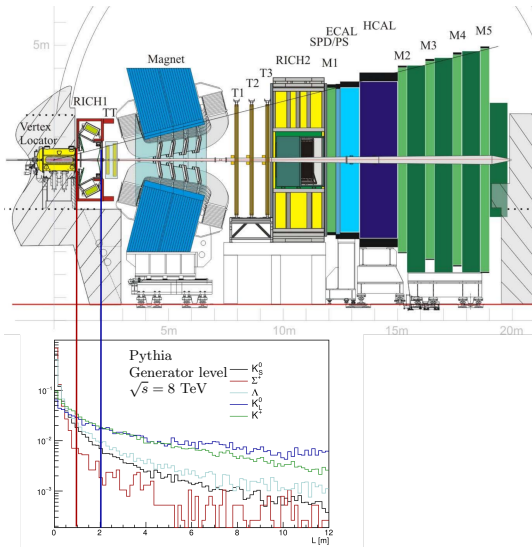 5m
Vertex
Locator
RICH1
TT
Magnet
T1
T2
T3
RICH2
SPD/PS
M1
ECAL
HCAL
M2
M3
M4
M5
5m
10m
15m
20m
Pythia
Generator level
√s = 8 TeV
K⁰_S
Σ⁺
Λ
K⁰_L
K⁺
10⁻¹
10⁻²
10⁻³
0 2 4 6 8 10 12
L [m]